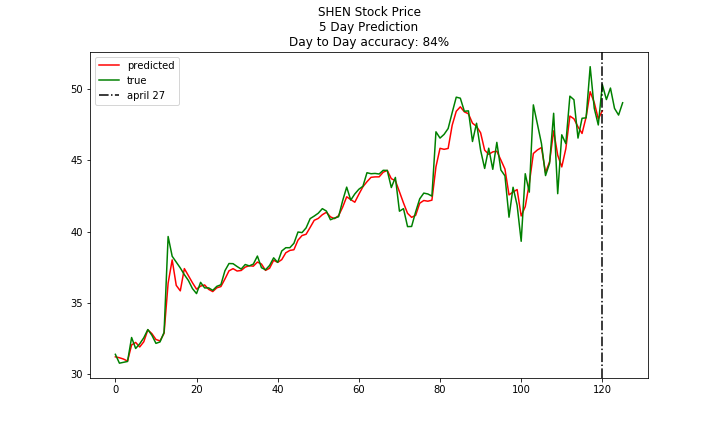 SHEN Stock Price
5 Day Prediction
Day to Day accuracy: 84%
predicted
true
april 27
50
45
40
35
30
0 20 40 60 80 100 120